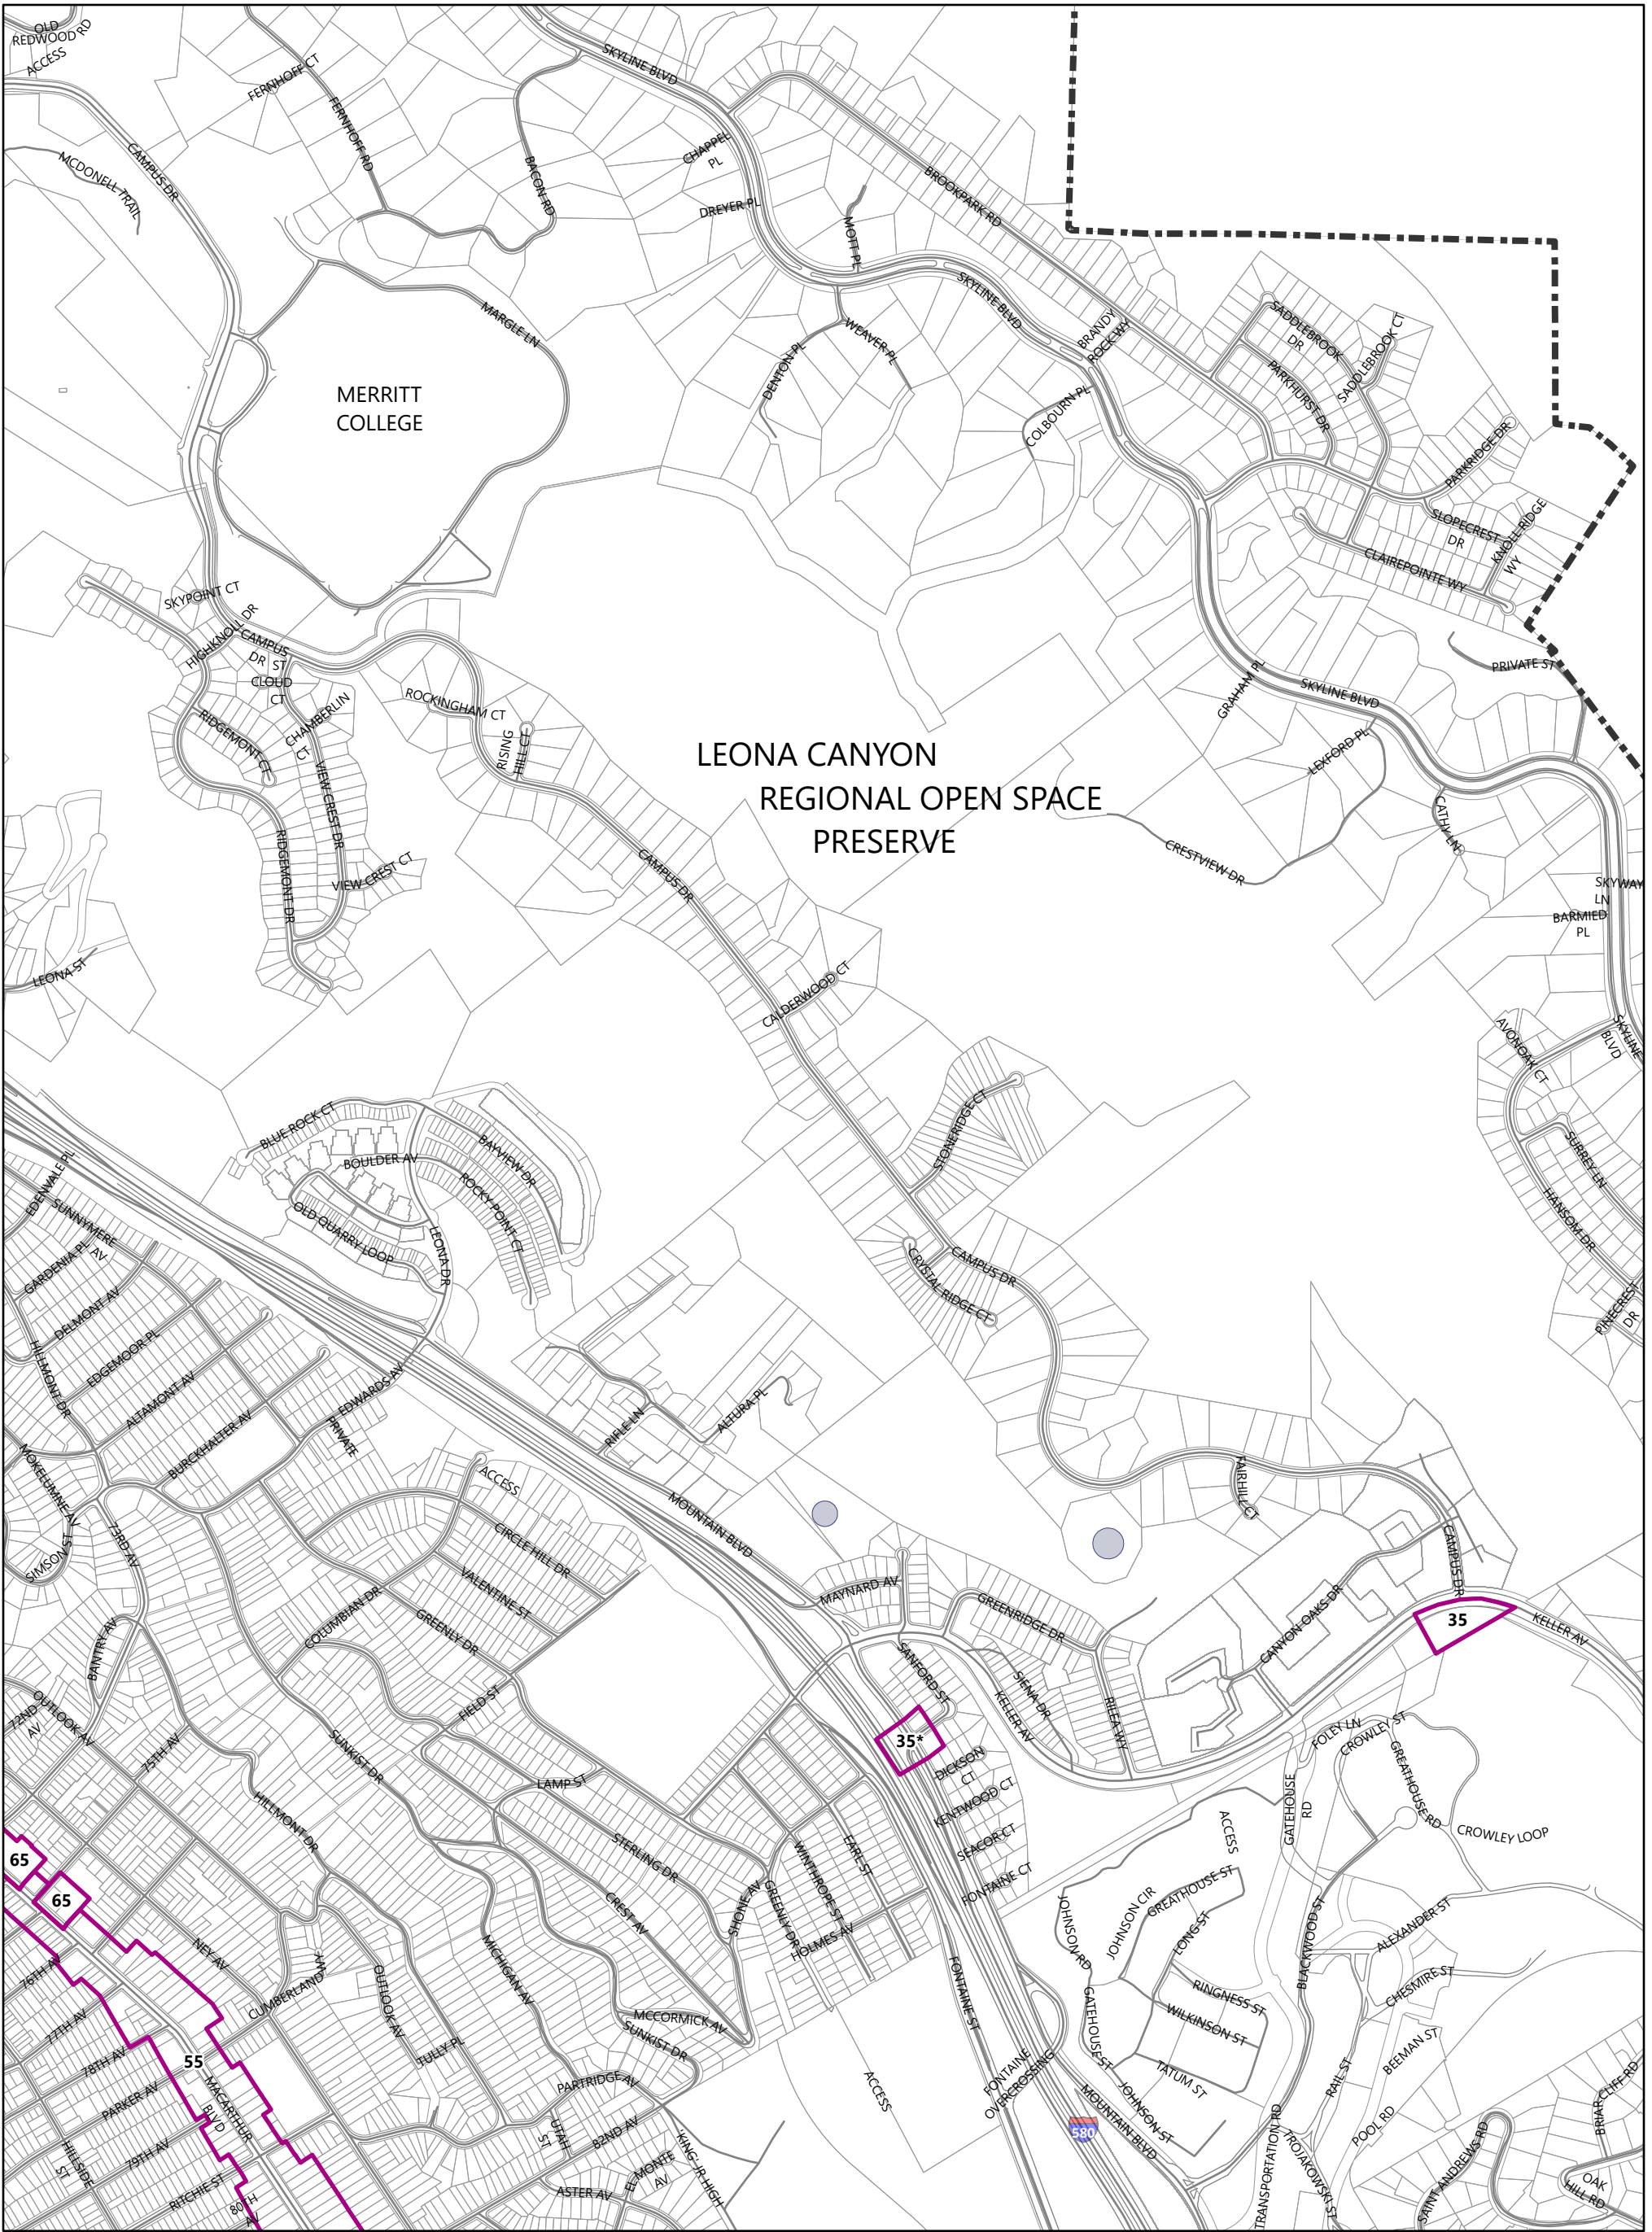 OLD
REDWOOD RD
ACCESS
FERNHOFF CT
SKYLINE BLVD
MCDONELL TRAIL
CAMPUS DR
FERNHOFF RD
BACON RD
CHAPPEL
PL
DREYER PL
MOTT PL
BROOKPARK RD
MARGLE LN
SKYLINE BLVD
WEAVER PL
DENTON PL
BRANDY
ROCK WY
COLBOURN PL
SADDLEBROOK
DR
SADDLEBROOK CT
PARKHURST DR
PARKRIDGE DR
SLOPECREST
DR
KNOLL RIDGE
WY
CLAIREPOINTE WY
MERRITT
COLLEGE
SKYPOINT CT
HIGHKNOLL DR
CAMPUS
DR
ST
CLOUD
CT
CHAMBERLIN
CT
RIDGEMONT CT
VIEW CREST DR
RIDGEMONT DR
VIEW CREST CT
ROCKINGHAM CT
RISING
HILL CT
LEONA CANYON
REGIONAL OPEN SPACE
PRESERVE
GRAHAM PL
SKYLINE BLVD
PRIVATE ST
LEXFORD PL
CATHY LN
CRESTVIEW DR
SKYWAY
LN
BARMIED
PL
CAMPUS DR
LEONA ST
CALDERWOOD CT
AVONOAK CT
SKYLINE
BLVD
SURREY LN
HANSOM DR
PINECREST
DR
STONERIDGE CT
BLUE ROCK CT
BOULDER AV
BAYVIEW DR
ROCKY POINT CT
OLD QUARRY LOOP
LEONA DR
EDENVALE PL
SUNNYMERE
AV
GARDENIA PL
DELMONT AV
EDGEMOOR PL
HILLMONT DR
ALTAMONT AV
BURCKHALTER AV
EDWARDS AV
PRIVATE
ACCESS
CAMPUS DR
CRYSTAL RIDGE CT
RIFLE LN
ALTURA PL
MOKELUMNE AV
SIMSON ST
73RD AV
MOUNTAIN BLVD
CIRCLE HILL DR
VALENTINE ST
COLUMBIAN DR
GREENLY DR
BANTRY AV
FAIRHILL CT
MAYNARD AV
GREENRIDGE DR
CANYON OAKS DR
CAMPUS DR
35
KELLER AV
SANFORD ST
SIENA DR
KELLER AV
RILEA WY
35*
DICKSON
CT
KENTWOOD CT
SEACOR CT
FONTAINE CT
72ND
AV
OUTLOOK AV
75TH AV
FIELD ST
SUNKIST DR
LAMP ST
HILLMONT DR
STERLING DR
CREST AV
SHONE AV
GREENLY DR
WINTHROPE ST
EARL ST
HOLMES AV
FOLEY LN
CROWLEY ST
GREATHOUSE RD
CROWLEY LOOP
GATEHOUSE
RD
ACCESS
GREATHOUSE ST
JOHNSON CIR
JOHNSON RD
LONG ST
BLACKWOOD ST
ALEXANDER ST
CHESMIRE ST
RINGNESS ST
WILKINSON ST
TATUM ST
GATEHOUSE ST
JOHNSON ST
BEEMAN ST
RAIL ST
POOL RD
TROJAKOWSKI ST
TRANSPORTATION RD
SAINT ANDREWS RD
BRIAR CLIFF RD
OAK
HILL RD
65
65
NEY AV
CUMBERLAND
WY
OUTLOOK AV
MICHIGAN AV
76TH AV
77TH AV
78TH AV
55
PARKER AV
MACARTHUR
BLVD
79TH AV
HILLSIDE
ST
RITCHIE ST
80TH
AV
TULLY PL
MCCORMICK AV
SUNKIST DR
PARTRIDGE AV
UTAH
ST
82ND AV
ASTER AV
EL MONTE
AV
KING JR HIGH
ACCESS
FONTAINE ST
FONTAINE
OVERCROSSING
580
MOUNTAIN BLVD